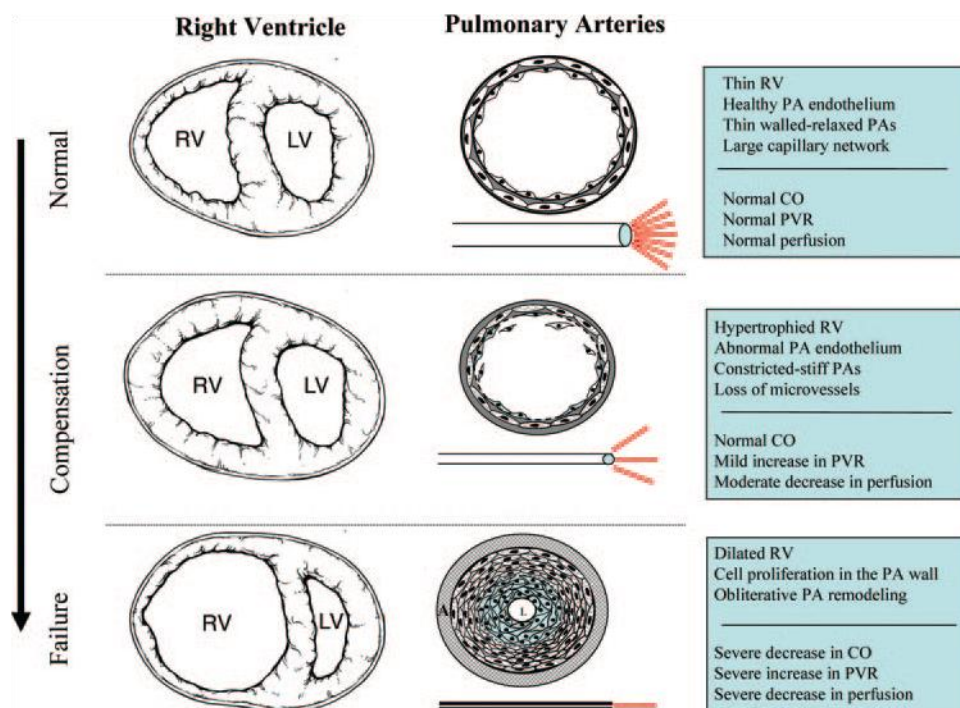 Right Ventricle
Pulmonary Arteries
Normal
RV
LV
Thin RV
Healthy PA endothelium
Thin walled-relaxed PAs
Large capillary network
Normal CO
Normal PVR
Normal perfusion
Compensation
RV
LV
Hypertrophied RV
Abnormal PA endothelium
Constricted-stiff PAs
Loss of microvessels
Normal CO
Mild increase in PVR
Moderate decrease in perfusion
Failure
RV
LV
A
L
Dilated RV
Cell proliferation in the PA wall
Obliterative PA remodeling
Severe decrease in CO
Severe increase in PVR
Severe decrease in perfusion